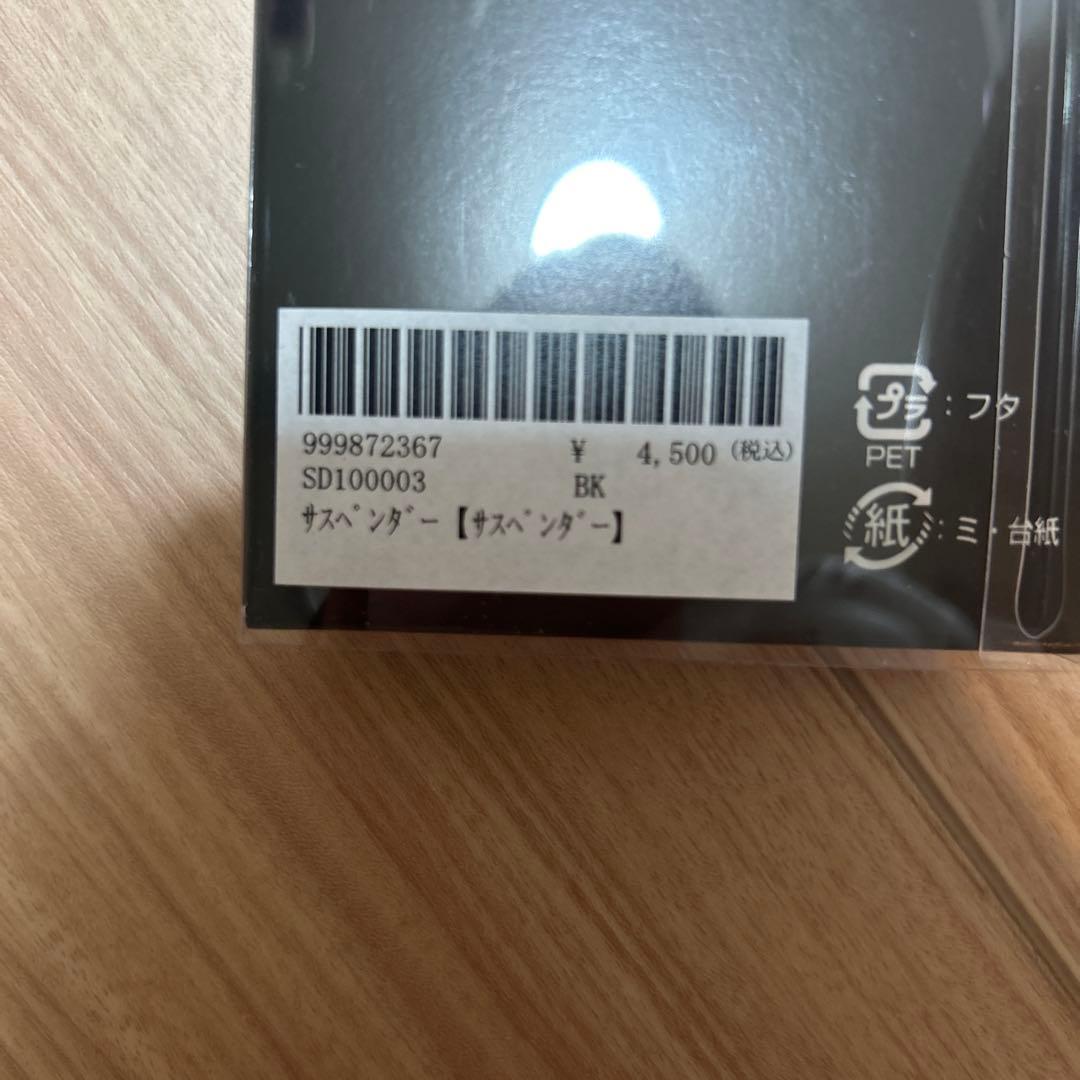 999872367 ¥ 4,500 (税込)
SD100003 BK
ｻｽﾍﾟﾝﾀﾞｰ【ｻｽﾍﾟﾝﾀﾞｰ】
プラ : フタ
PET
紙 : ミ・台紙